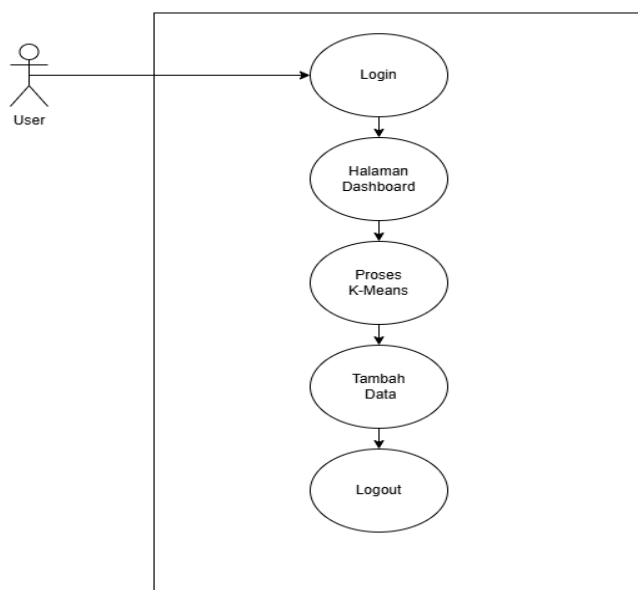 User
Login
Halaman
Dashboard
Proses
K-Means
Tambah
Data
Logout